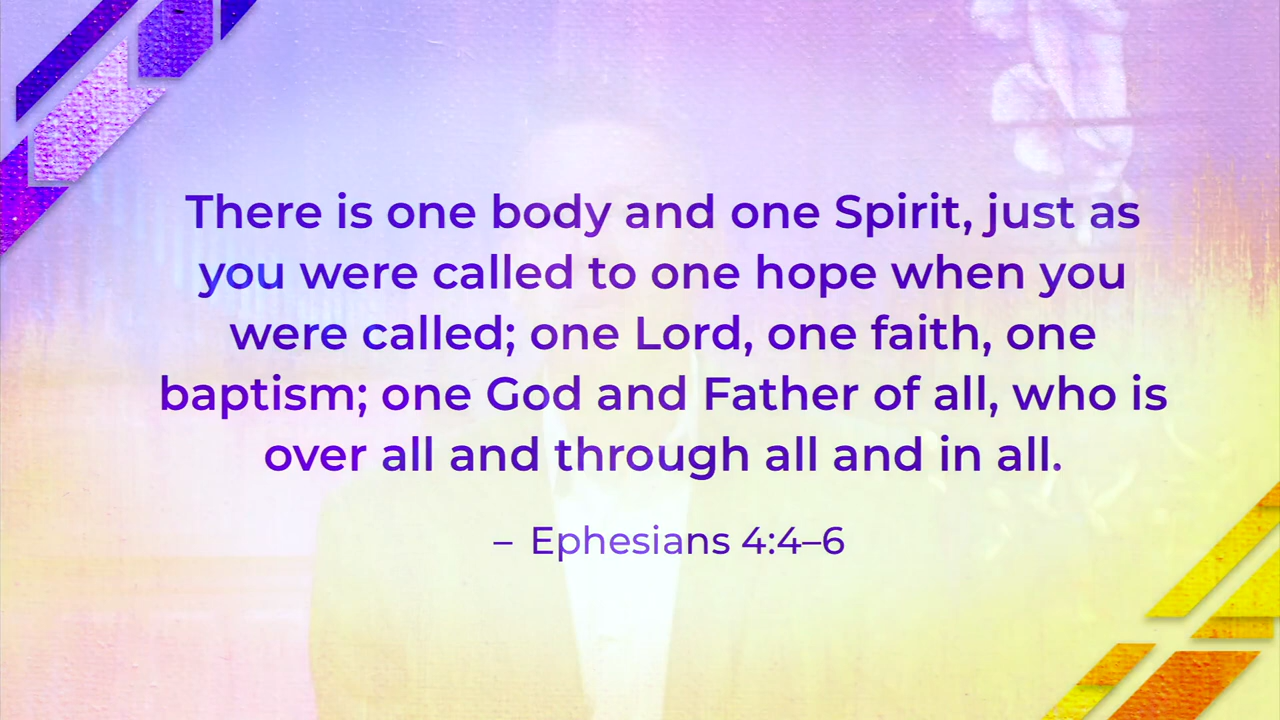 There is one body and one Spirit, just as
you were called to one hope when you
were called; one Lord, one faith, one
baptism; one God and Father of all, who is
over all and through all and in all.
– Ephesians 4:4–6